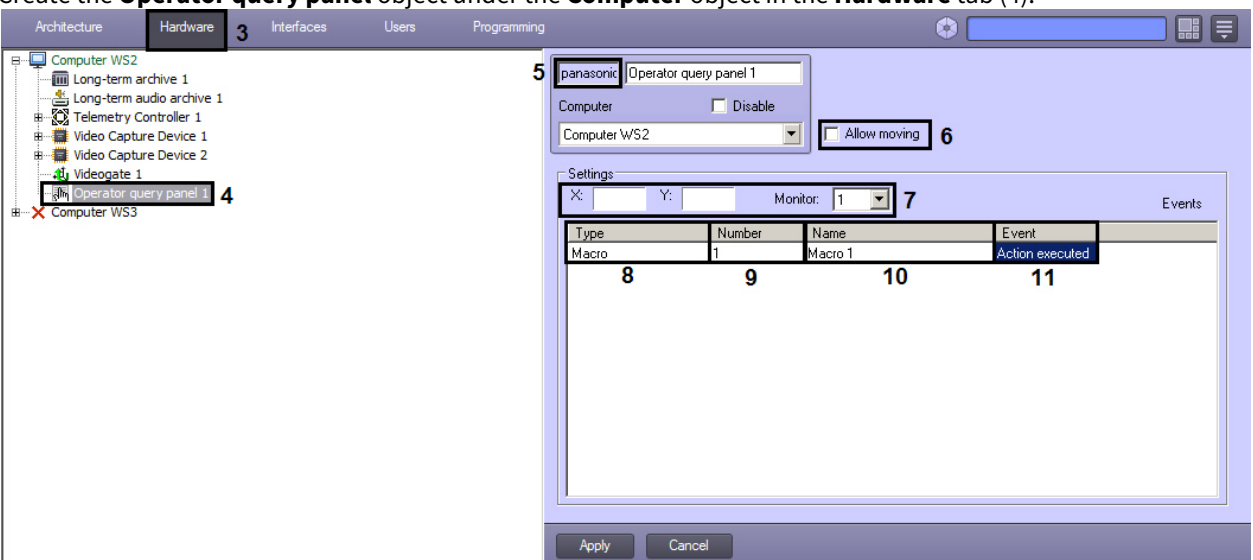 Create the Operator query panel object under the Computer object in the Hardware tab (4).
Architecture Hardware 3 Interfaces Users Programming
Computer WS2
Long-term archive 1
Long-term audio archive 1
Telemetry Controller 1
Video Capture Device 1
Video Capture Device 2
Videogate 1
Operator query panel 1 4
Computer WS3
5 panasonic Operator query panel 1
Computer Disable
Computer WS2 Allow moving 6
Settings
X: Y: Monitor: 1 7 Events
Type Number Name Event
Macro 1 Macro 1 Action executed
8 9 10 11
Apply Cancel